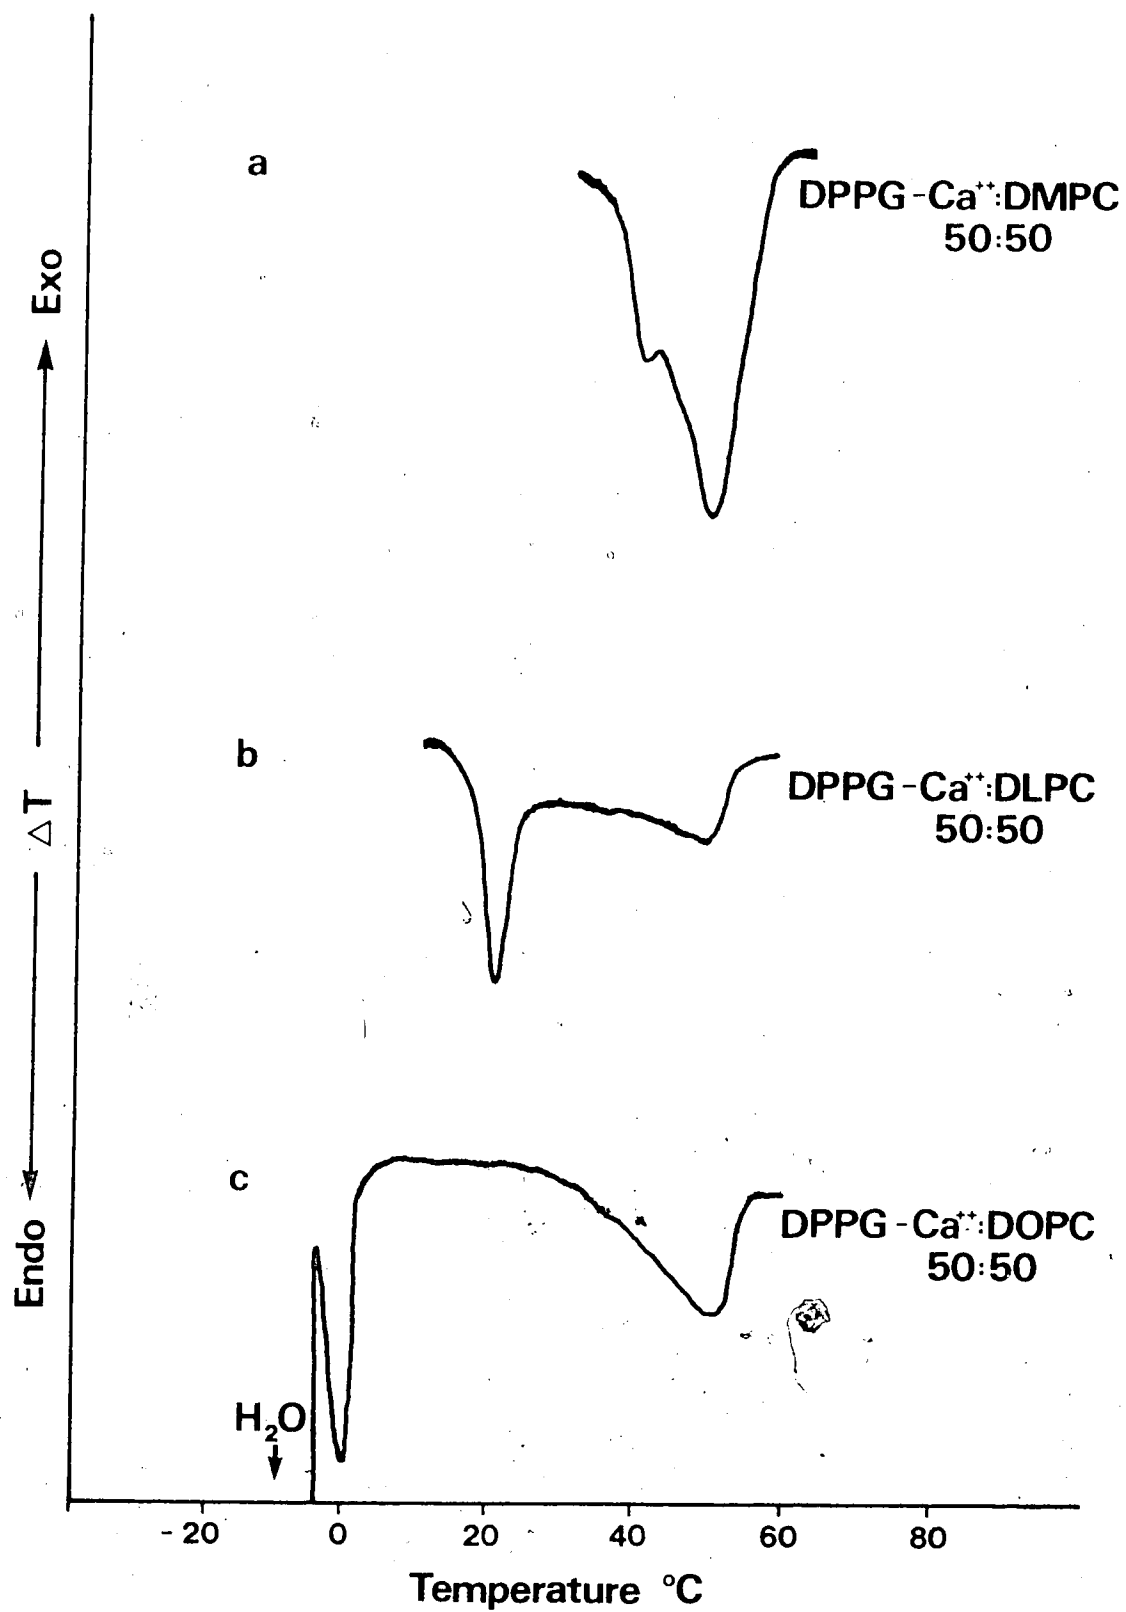 a
DPPG-Ca⁺⁺:DMPC
50:50
Exo
b
DPPG-Ca⁺⁺:DLPC
50:50
ΔT
c
DPPG-Ca⁺⁺:DOPC
50:50
Endo
H₂O
-20 0 20 40 60 80
Temperature °C